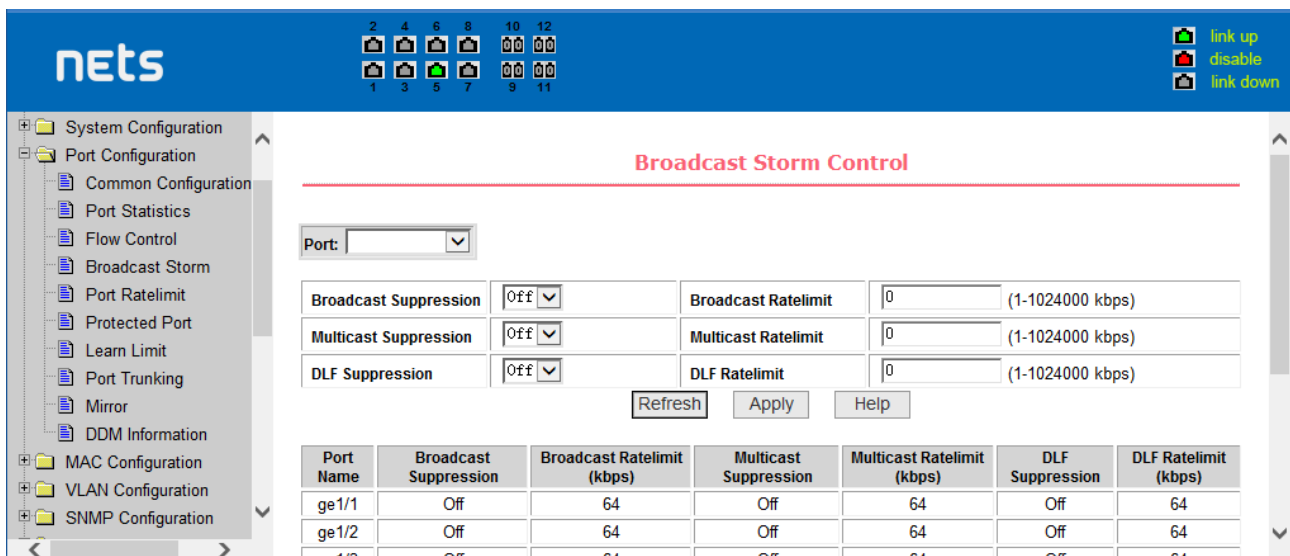 2 4 6 8 10 12
nets
1 3 5 7 9 11
link up
disable
link down
System Configuration
Port Configuration
Common Configuration
Port Statistics
Flow Control
Broadcast Storm
Port Ratelimit
Protected Port
Learn Limit
Port Trunking
Mirror
DDM Information
MAC Configuration
VLAN Configuration
SNMP Configuration
Broadcast Storm Control
Port:
Broadcast Suppression Off Broadcast Ratelimit 0 (1-1024000 kbps)
Multicast Suppression Off Multicast Ratelimit 0 (1-1024000 kbps)
DLF Suppression Off DLF Ratelimit 0 (1-1024000 kbps)
Refresh Apply Help
Port Name Broadcast Suppression Broadcast Ratelimit (kbps) Multicast Suppression Multicast Ratelimit (kbps) DLF Suppression DLF Ratelimit (kbps)
ge1/1 Off 64 Off 64 Off 64
ge1/2 Off 64 Off 64 Off 64